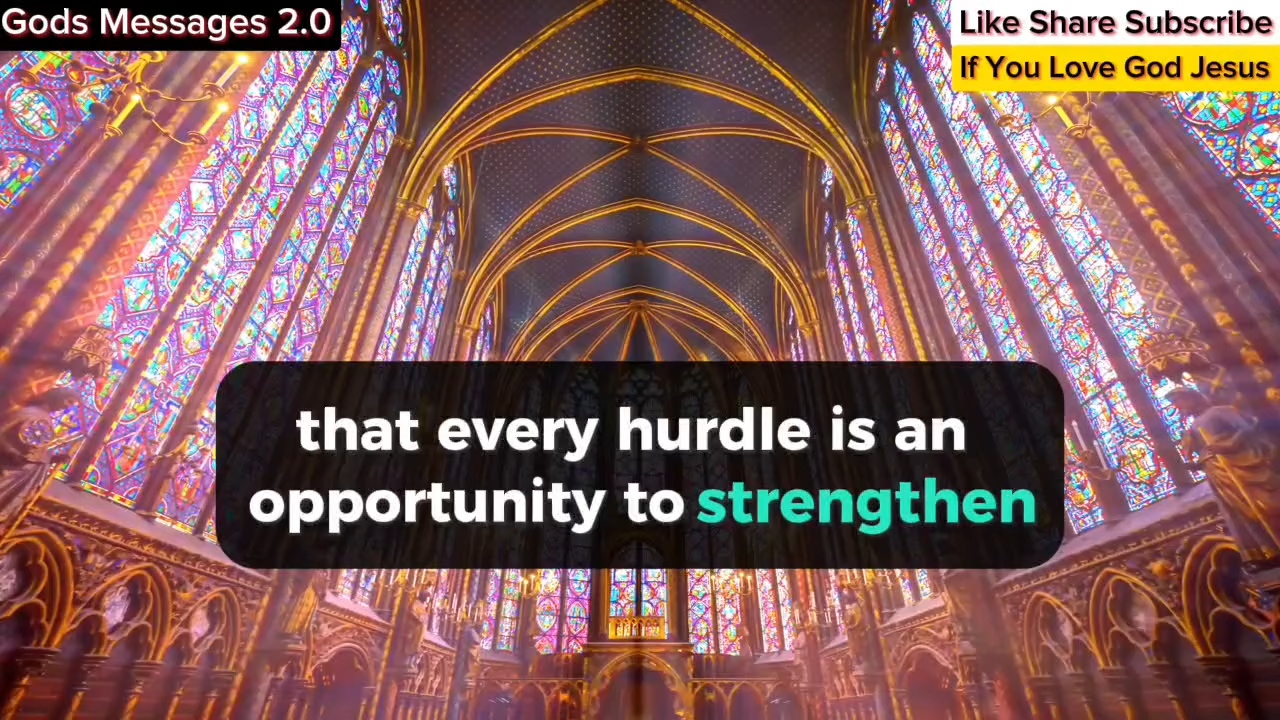 Gods Messages 2.0
Like Share Subscribe
If You Love God Jesus
that every hurdle is an
opportunity to strengthen